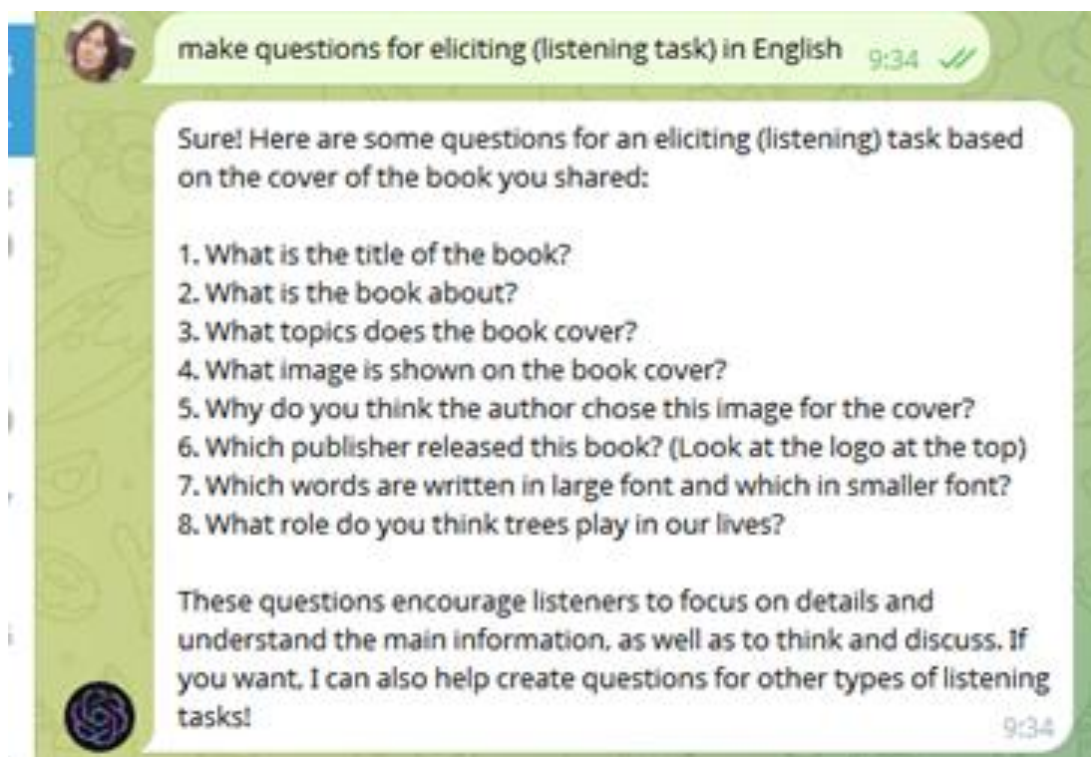 make questions for eliciting (listening task) in English 9:34
Sure! Here are some questions for an eliciting (listening) task based
on the cover of the book you shared:
1. What is the title of the book?
2. What is the book about?
3. What topics does the book cover?
4. What image is shown on the book cover?
5. Why do you think the author chose this image for the cover?
6. Which publisher released this book? (Look at the logo at the top)
7. Which words are written in large font and which in smaller font?
8. What role do you think trees play in our lives?
These questions encourage listeners to focus on details and
understand the main information, as well as to think and discuss. If
you want, I can also help create questions for other types of listening
tasks!
9:34